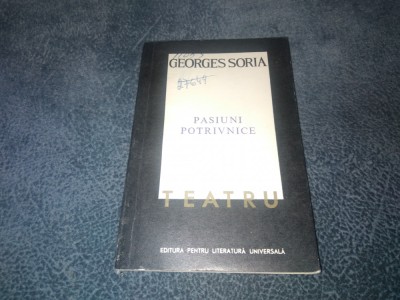 GEORGES SORIA
PASIUNI
POTRIVNICE
TEATRU
EDITURA PENTRU LITERATURA UNIVERSALĂ